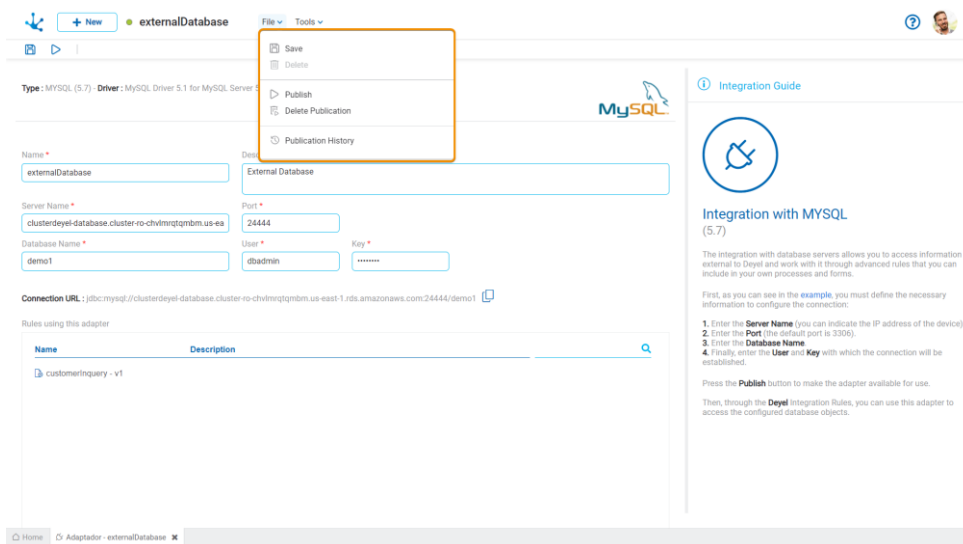 + New
externalDatabase
File
Tools
Save
Delete
Publish
Delete Publication
Publication History
Type : MYSQL (5.7) - Driver : MySQL Driver 5.1 for MySQL Server 5
MySQL
Name *
externalDatabase
Des
External Database
Server Name *
clusterdeyel-database.cluster-ro-chvlmrqtqmbm.us-ea
Port *
24444
Database Name *
demo1
User *
dbadmin
Key *
••••••••
Connection URL : jdbc:mysql://clusterdeyel-database.cluster-ro-chvlmrqtqmbm.us-east-1.rds.amazonaws.com:24444/demo1
Rules using this adapter
Name Description
customerInquery - v1
Integration Guide
Integration with MYSQL
(5.7)
The integration with database servers allows you to access information
external to Deyel and work with it through advanced rules that you can
include in your own processes and forms.
First, as you can see in the example, you must define the necessary
information to configure the connection:
1. Enter the Server Name (you can indicate the IP address of the device)
2. Enter the Port (the default port is 3306).
3. Enter the Database Name.
4. Finally, enter the User and Key with which the connection will be
established.
Press the Publish button to make the adapter available for use.
Then, through the Deyel Integration Rules, you can use this adapter to
access the configured database objects.
Home
Adaptador - externalDatabase